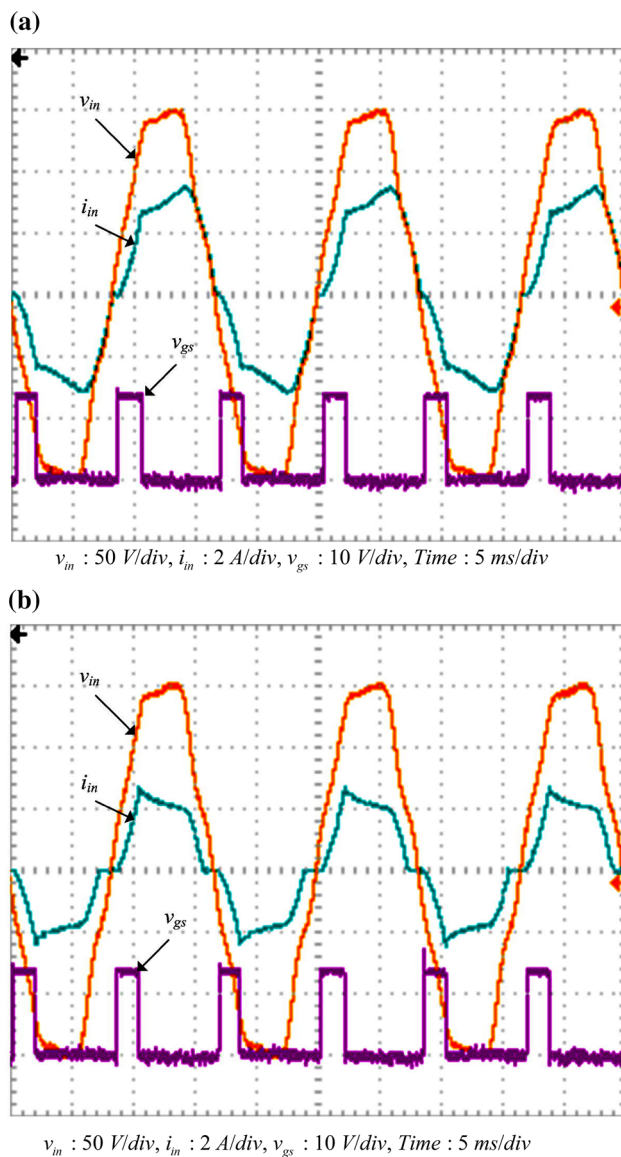 (a)
v_in
i_in
v_gs
v_in : 50 V/div, i_in : 2 A/div, v_gs : 10 V/div, Time : 5 ms/div
(b)
v_in
i_in
v_gs
v_in : 50 V/div, i_in : 2 A/div, v_gs : 10 V/div, Time : 5 ms/div